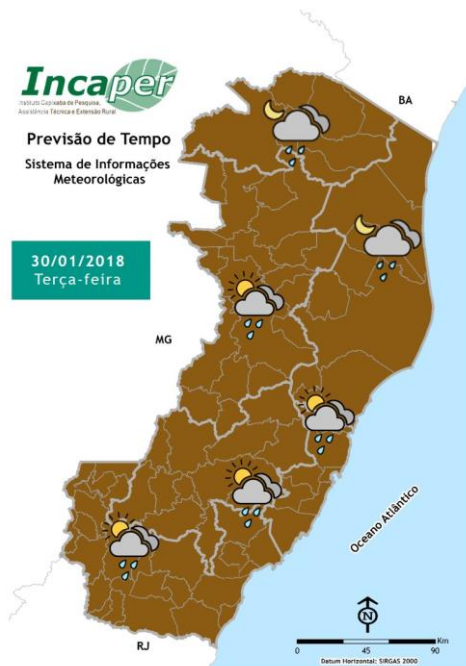 Incaper
Instituto Capixaba de Pesquisa,
Assistência Técnica e Extensão Rural
Previsão de Tempo
Sistema de Informações
Meteorológicas
30/01/2018
Terça-feira
BA
MG
Oceano Atlântico
RJ
N
Km
0 45 90
Datum Horizontal: SIRGAS 2000